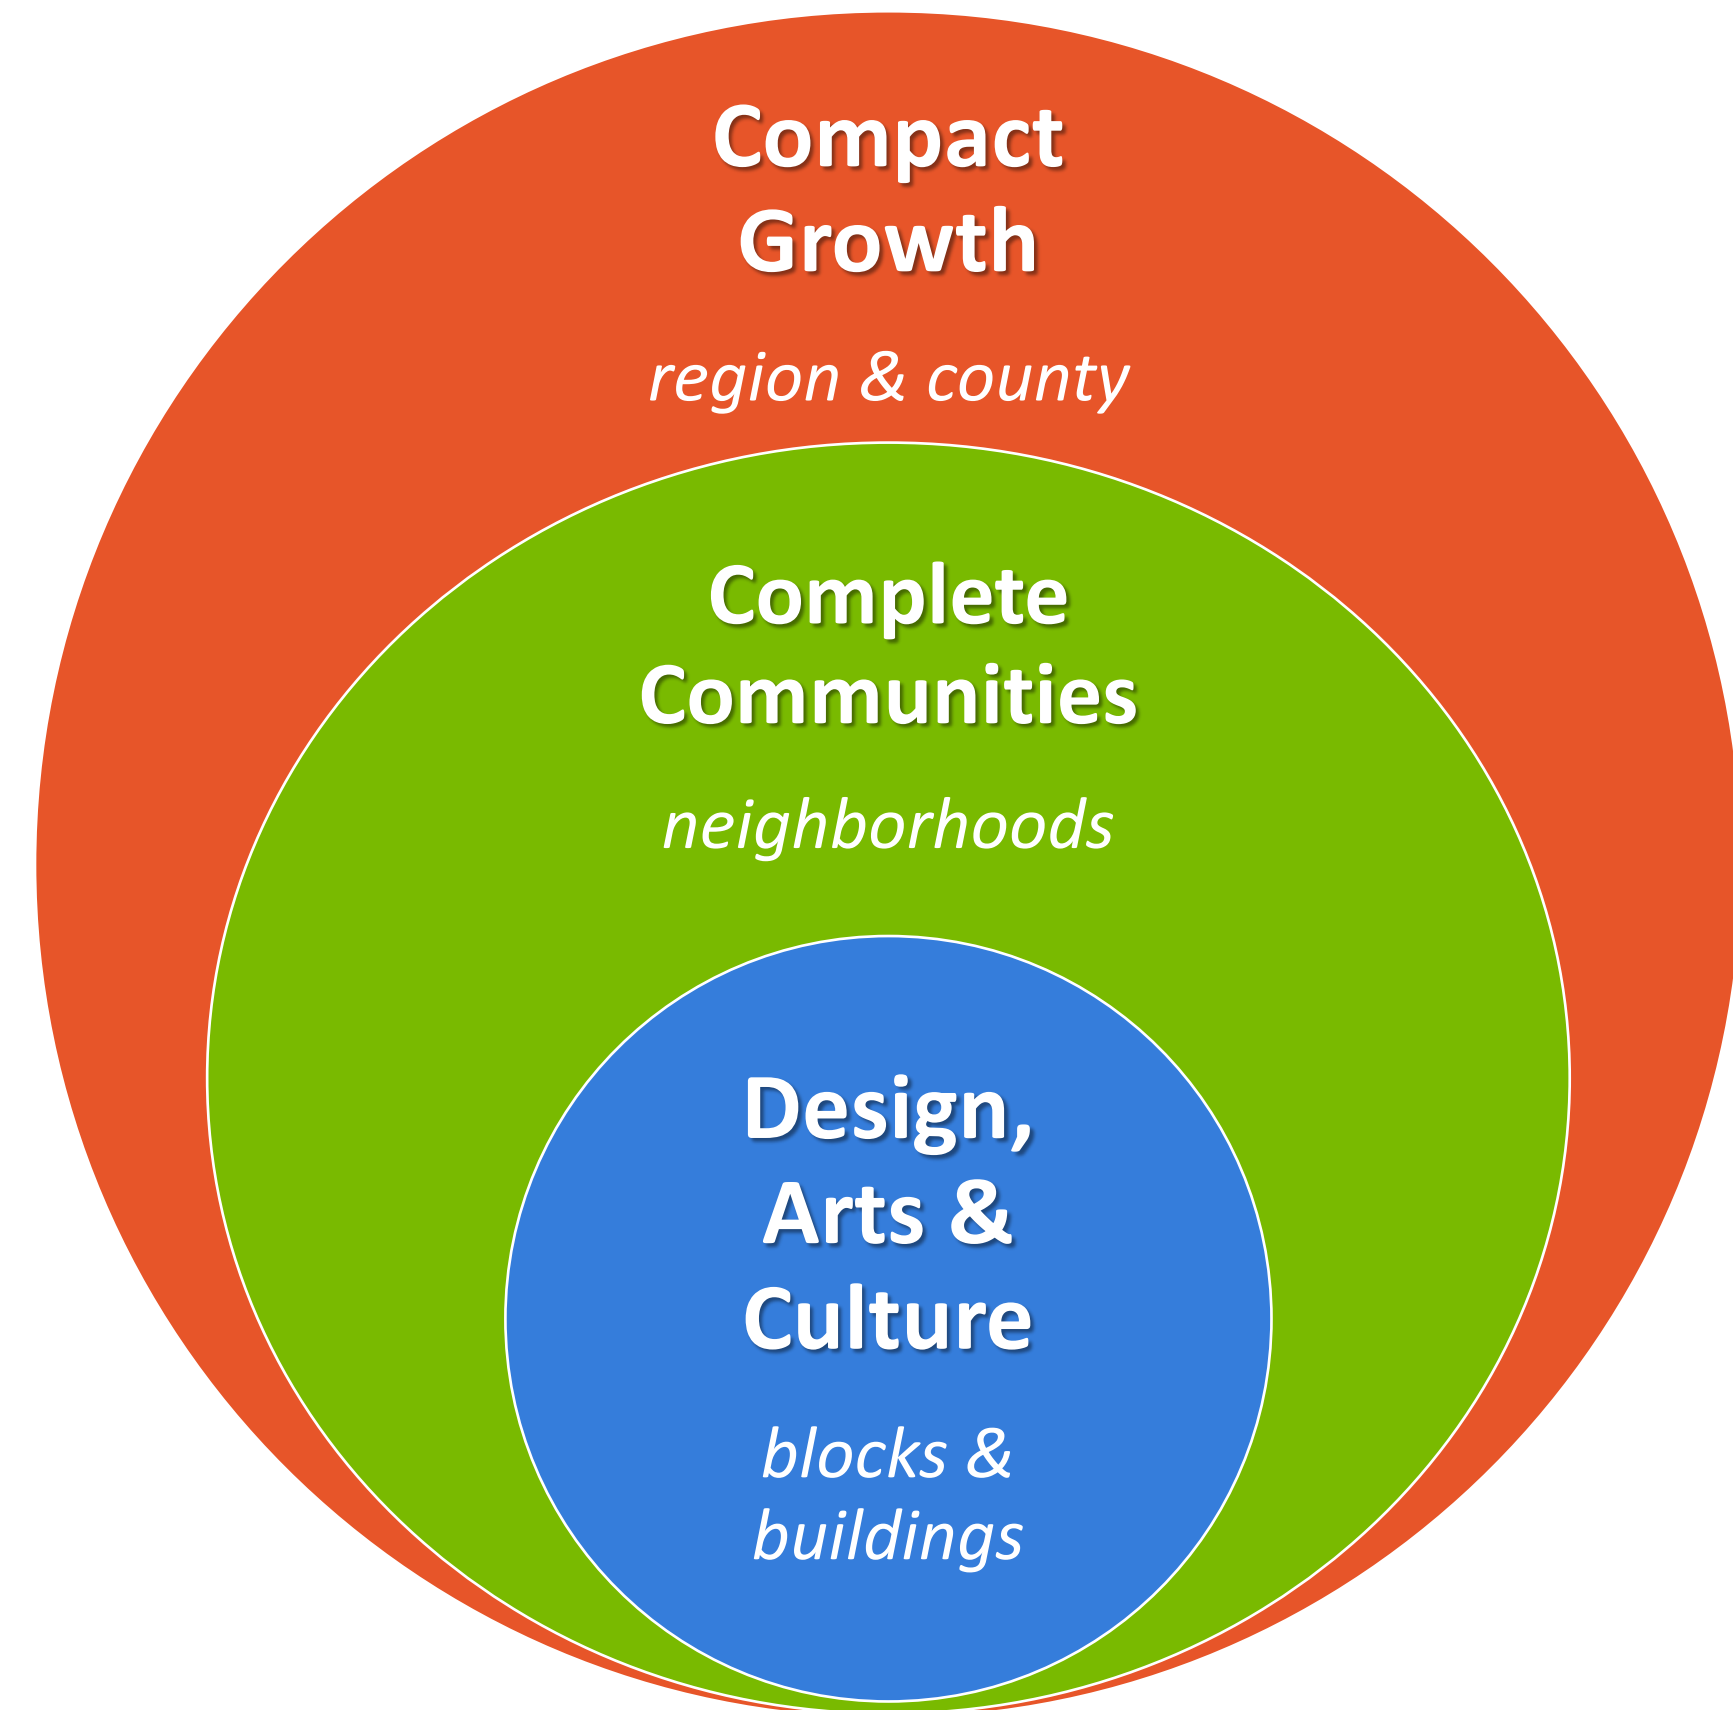 Compact
Growth
region & county
Complete
Communities
neighborhoods
Design,
Arts &
Culture
blocks &
buildings